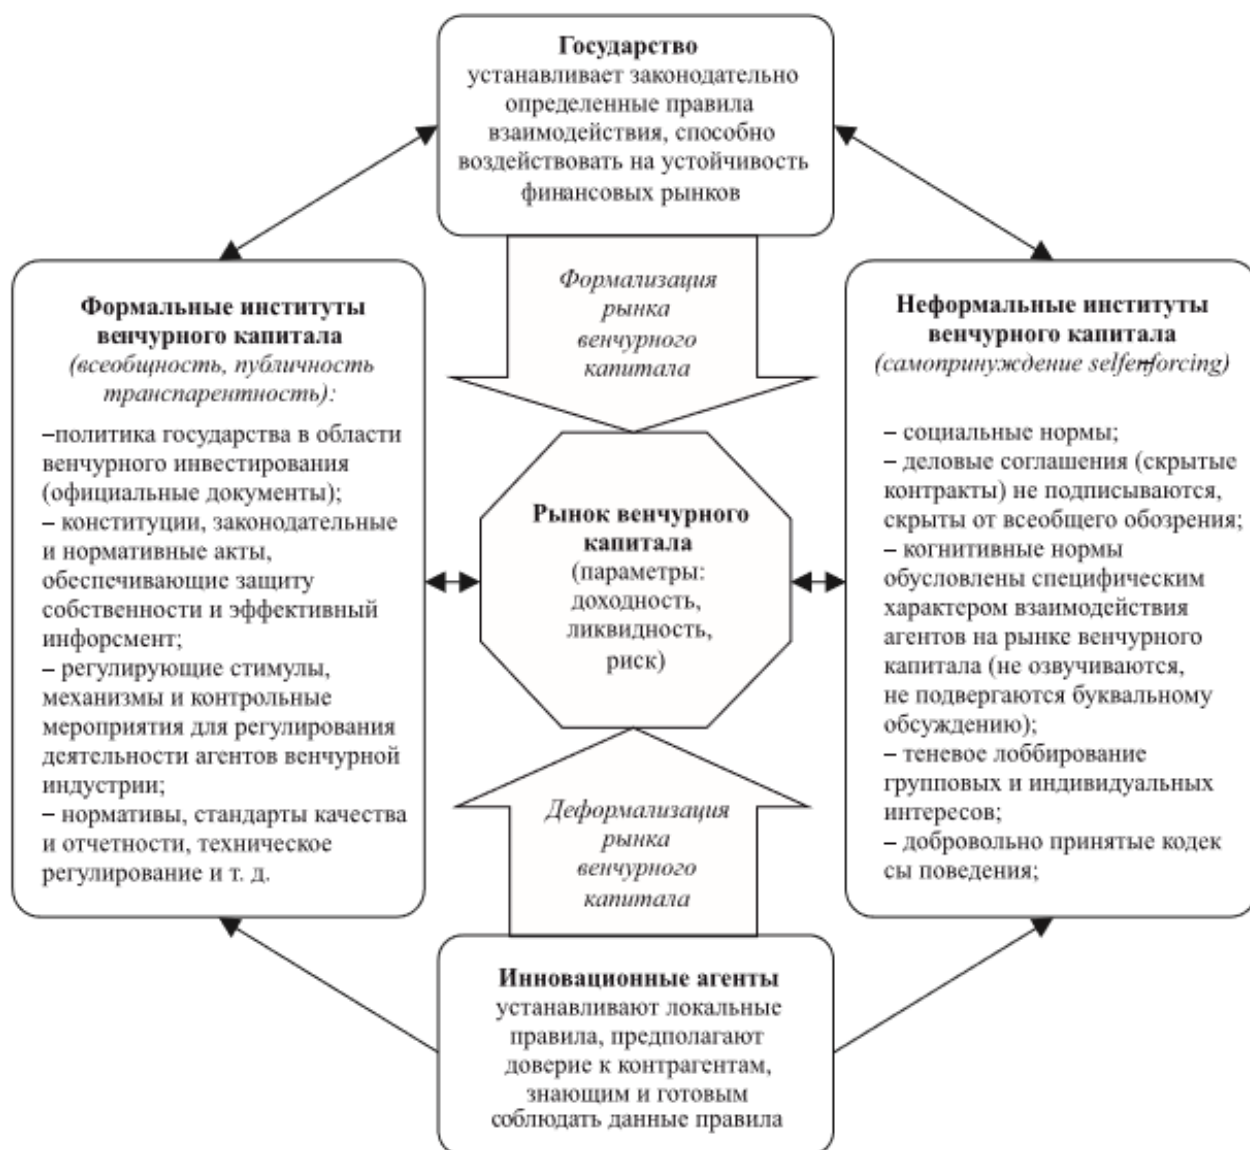 Государство
устанавливает законодательно
определенные правила
взаимодействия, способно
воздействовать на устойчивость
финансовых рынков
Формализация
рынка
венчурного
капитала
Формальные институты
венчурного капитала
(всеобщность, публичность
транспарентность):
–политика государства в области
венчурного инвестирования
(официальные документы);
– конституции, законодательные
и нормативные акты,
обеспечивающие защиту
собственности и эффективный
инфорсмент;
– регулирующие стимулы,
механизмы и контрольные
мероприятия для регулирования
деятельности агентов венчурной
индустрии;
– нормативы, стандарты качества
и отчетности, техническое
регулирование и т. д.
Рынок венчурного
капитала
(параметры:
доходность,
ликвидность,
риск)
Неформальные институты
венчурного капитала
(самопринуждение selfenforcing)
– социальные нормы;
– деловые соглашения (скрытые
контракты) не подписываются,
скрыты от всеобщего обозрения;
– когнитивные нормы
обусловлены специфическим
характером взаимодействия
агентов на рынке венчурного
капитала (не озвучиваются,
не подвергаются буквальному
обсуждению);
– теневое лоббирование
групповых и индивидуальных
интересов;
– добровольно принятые кодек
сы поведения;
Деформализация
рынка
венчурного
капитала
Инновационные агенты
устанавливают локальные
правила, предполагают
доверие к контрагентам,
знающим и готовым
соблюдать данные правила